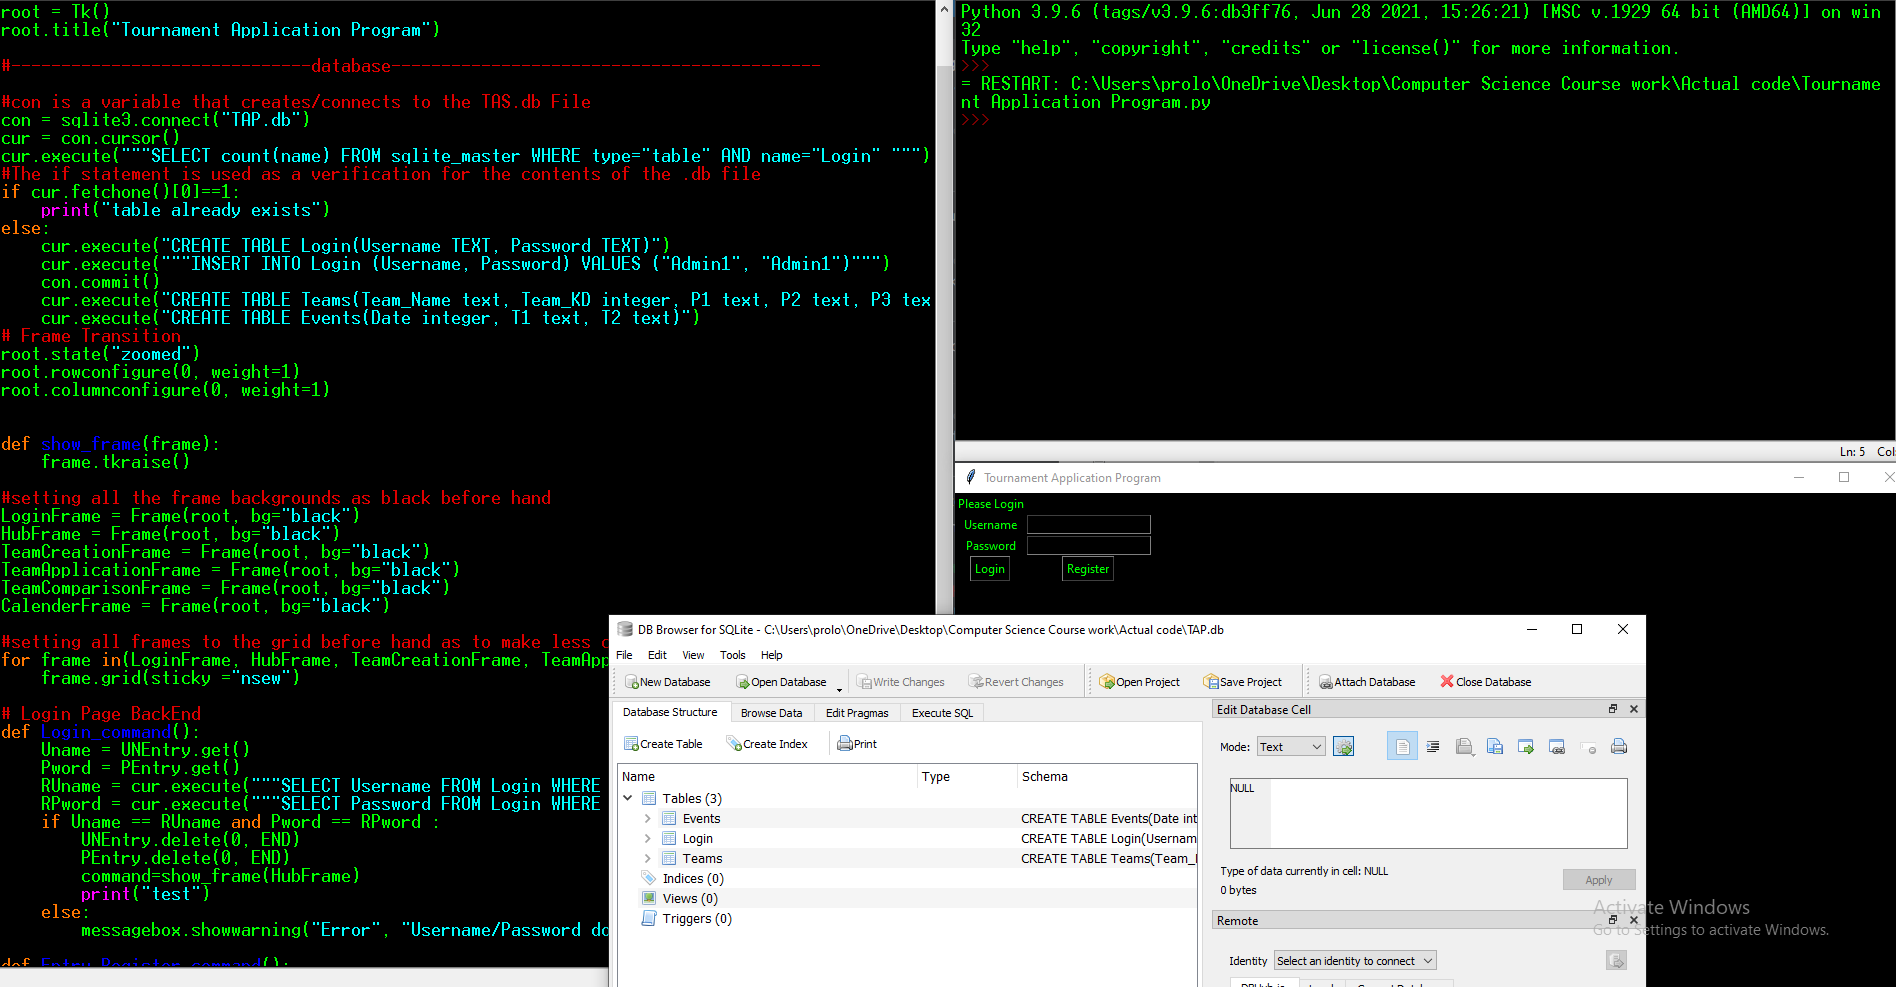 root = Tk()
root.title("Tournament Application Program")
#------------------------------database-------------------------------------------
#con is a variable that creates/connects to the TAS.db File
con = sqlite3.connect("TAP.db")
cur = con.cursor()
cur.execute("""SELECT count(name) FROM sqlite_master WHERE type="table" AND name="Login" """)
#The if statement is used as a verification for the contents of the .db file
if cur.fetchone()[0]==1:
    print("table already exists")
else:
    cur.execute("CREATE TABLE Login(Username TEXT, Password TEXT)")
    cur.execute("""INSERT INTO Login (Username, Password) VALUES ("Admin1", "Admin1")""")
    con.commit()
    cur.execute("CREATE TABLE Teams(Team_Name text, Team_KD integer, P1 text, P2 text, P3 tex
    cur.execute("CREATE TABLE Events(Date integer, T1 text, T2 text)")
# Frame Transition
root.state("zoomed")
root.rowconfigure(0, weight=1)
root.columnconfigure(0, weight=1)
def show_frame(frame):
    frame.tkraise()
#setting all the frame backgrounds as black before hand
LoginFrame = Frame(root, bg="black")
HubFrame = Frame(root, bg="black")
TeamCreationFrame = Frame(root, bg="black")
TeamApplicationFrame = Frame(root, bg="black")
TeamComparisonFrame = Frame(root, bg="black")
CalenderFrame = Frame(root, bg="black")
#setting all frames to the grid before hand as to make less c
for frame in(LoginFrame, HubFrame, TeamCreationFrame, TeamApp
    frame.grid(sticky ="nsew")
# Login Page BackEnd
def Login_command():
    Uname = UNEntry.get()
    Pword = PEntry.get()
    RUname = cur.execute("""SELECT Username FROM Login WHERE
    RPword = cur.execute("""SELECT Password FROM Login WHERE
    if Uname == RUname and Pword == RPword :
        UNEntry.delete(0, END)
        PEntry.delete(0, END)
        command=show_frame(HubFrame)
        print("test")
    else:
        messagebox.showwarning("Error", "Username/Password do
def Entry_Register_command():
Python 3.9.6 (tags/v3.9.6:db3ff76, Jun 28 2021, 15:26:21) [MSC v.1929 64 bit (AMD64)] on win
32
Type "help", "copyright", "credits" or "license()" for more information.
>>>
= RESTART: C:\Users\prolo\OneDrive\Desktop\Computer Science Course work\Actual code\Tourname
nt Application Program.py
>>>
Ln: 5 Col:
Tournament Application Program
Please Login
Username
Password
Login Register
DB Browser for SQLite - C:\Users\prolo\OneDrive\Desktop\Computer Science Course work\Actual code\TAP.db
File Edit View Tools Help
New Database Open Database Write Changes Revert Changes Open Project Save Project Attach Database Close Database
Database Structure Browse Data Edit Pragmas Execute SQL
Create Table Create Index Print
Name Type Schema
Tables (3)
Events CREATE TABLE Events(Date int
Login CREATE TABLE Login(Usernam
Teams CREATE TABLE Teams(Team_
Indices (0)
Views (0)
Triggers (0)
Edit Database Cell
Mode: Text
NULL
Type of data currently in cell: NULL
0 bytes
Apply
Remote
Identity Select an identity to connect
Activate Windows
Go to Settings to activate Windows.